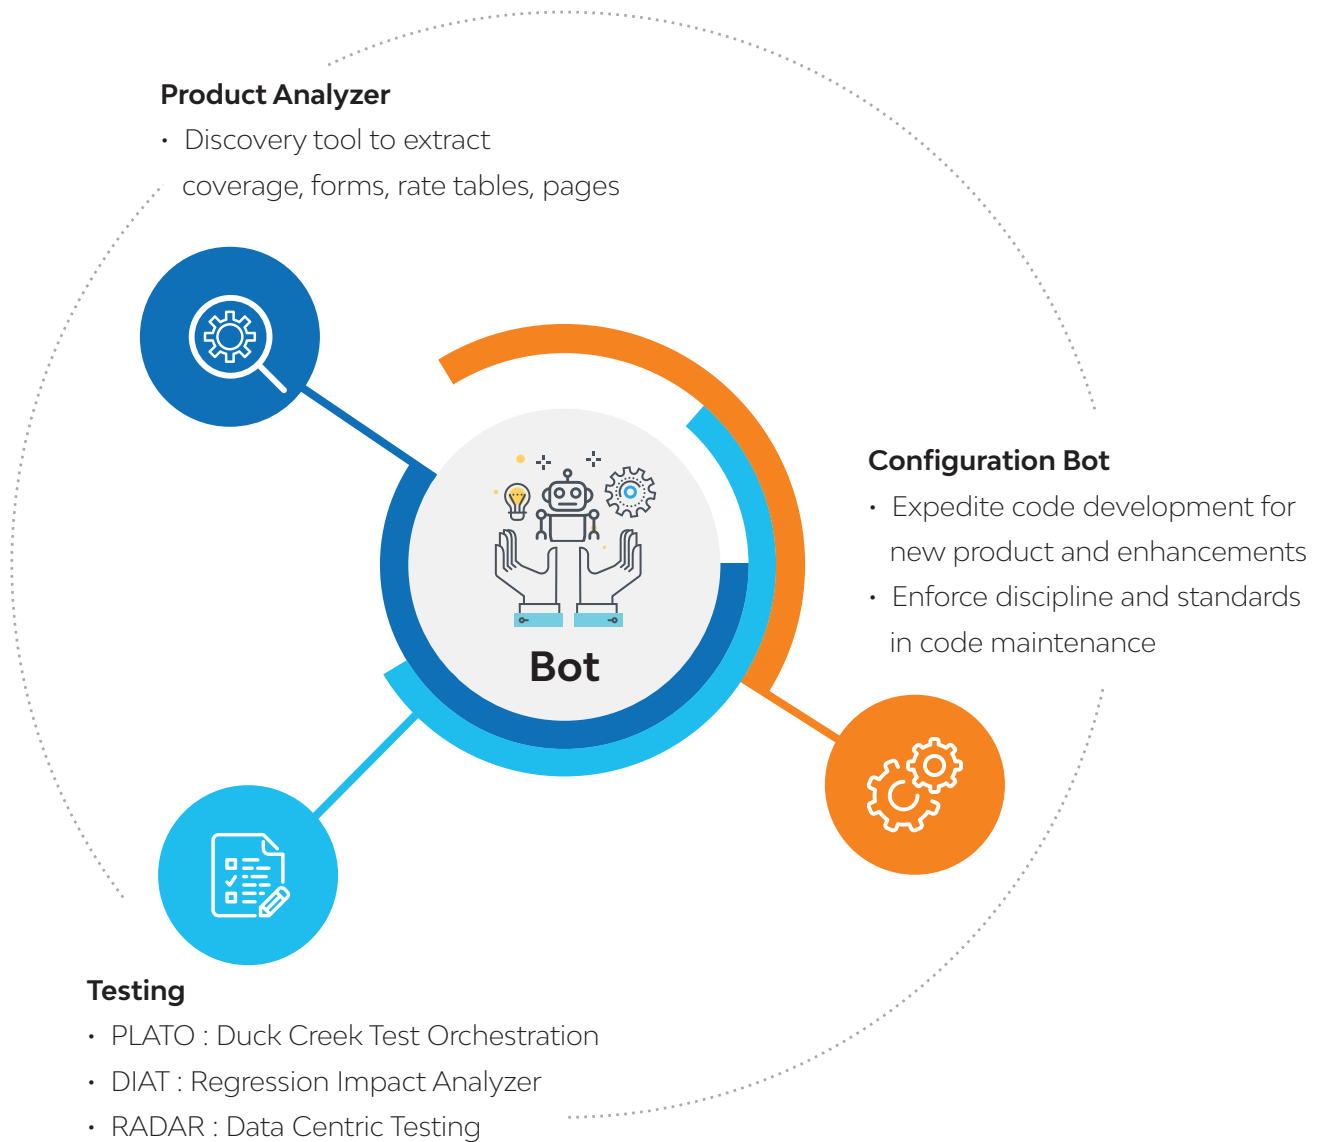 Product Analyzer
• Discovery tool to extract
coverage, forms, rate tables, pages
Bot
Configuration Bot
• Expedite code development for
new product and enhancements
• Enforce discipline and standards
in code maintenance
Testing
• PLATO : Duck Creek Test Orchestration
• DIAT : Regression Impact Analyzer
• RADAR : Data Centric Testing